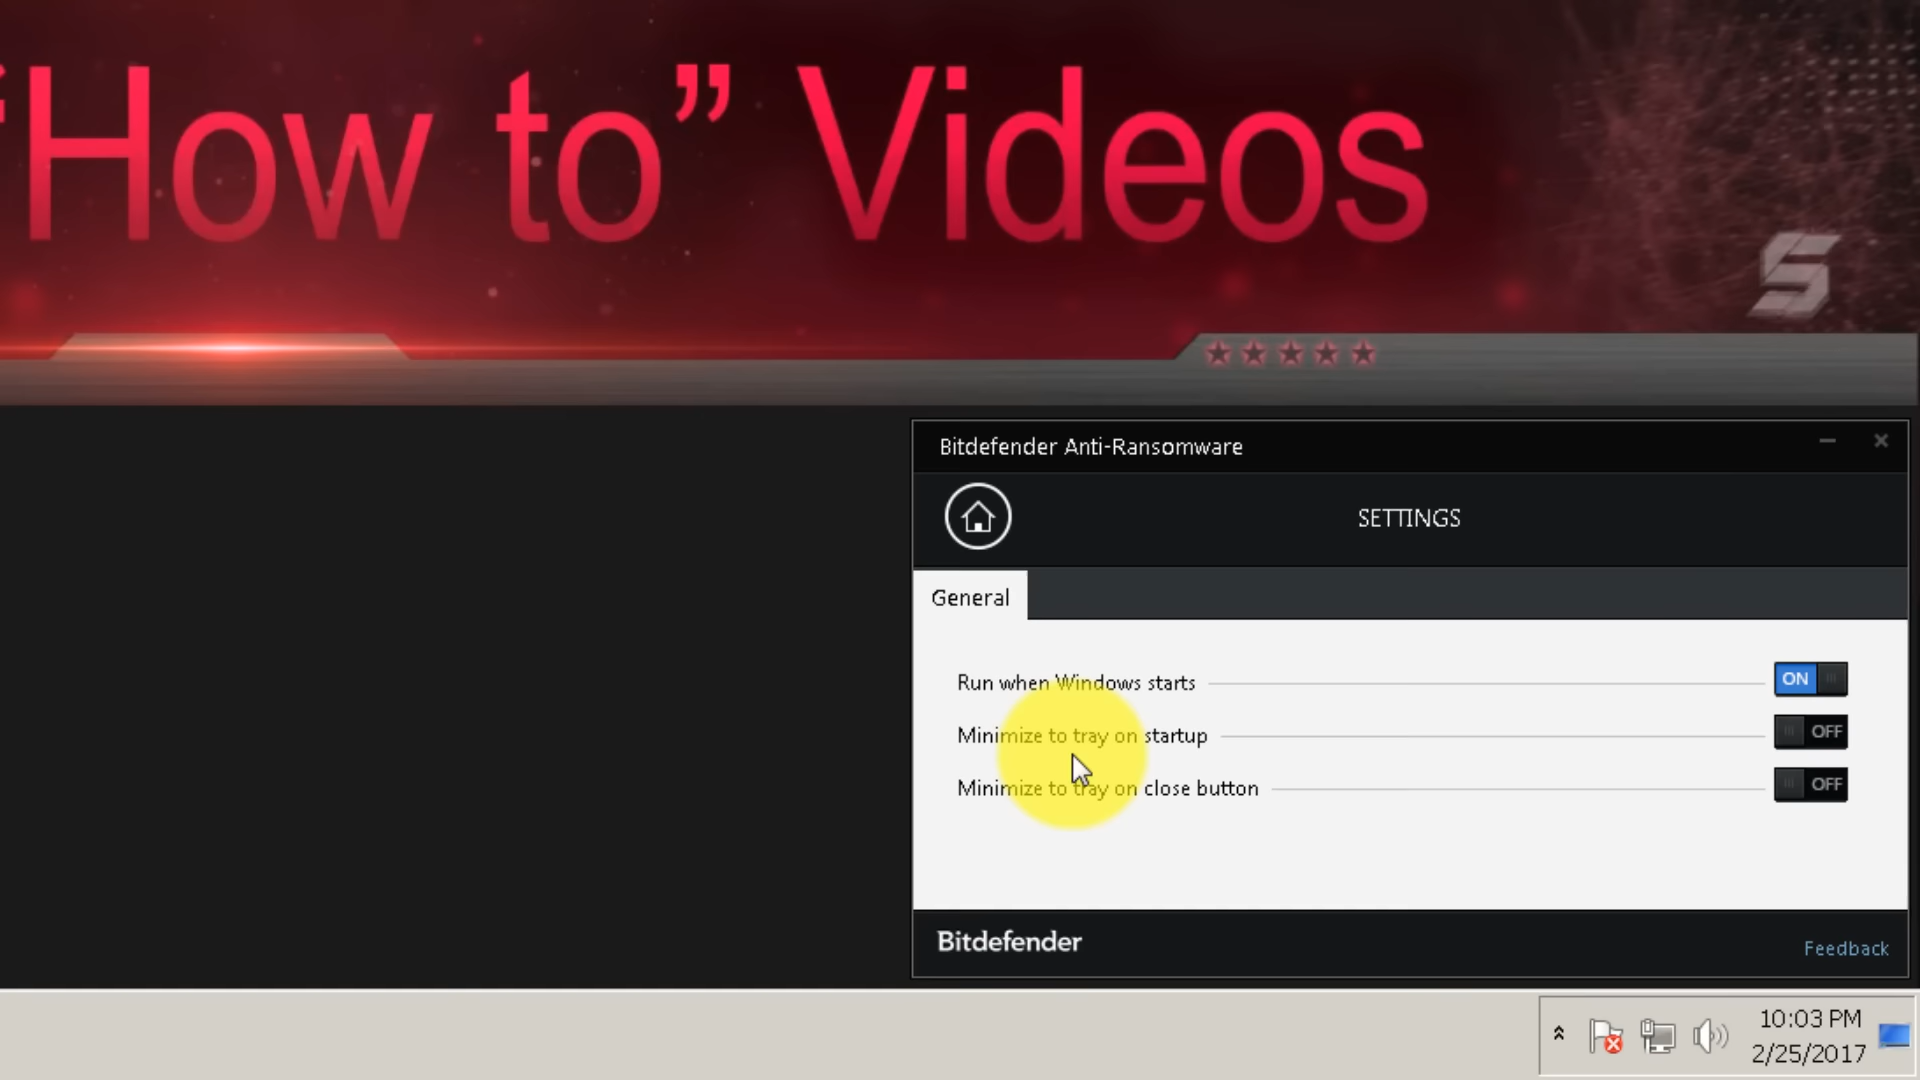 “How to” Videos
S
Bitdefender Anti-Ransomware
SETTINGS
General
Run when Windows starts
ON
Minimize to tray on startup
OFF
Minimize to tray on close button
OFF
Bitdefender
Feedback
10:03 PM
2/25/2017